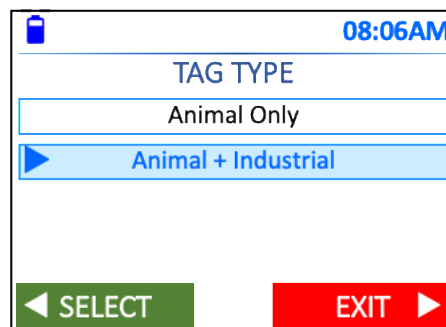 08:06AM
TAG TYPE
Animal Only
Animal + Industrial
SELECT EXIT